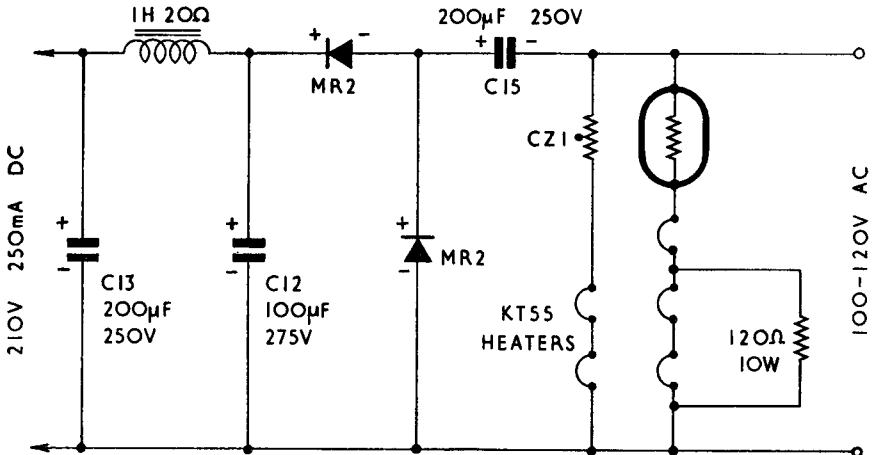 1H 20Ω
200µF 250V
+ -
MR2
+ -
C15
CZ1
210V 250mA DC
+
-
C13
200µF
250V
+
-
C12
100µF
275V
+
-
MR2
KT55
HEATERS
120Ω
10W
100-120V AC